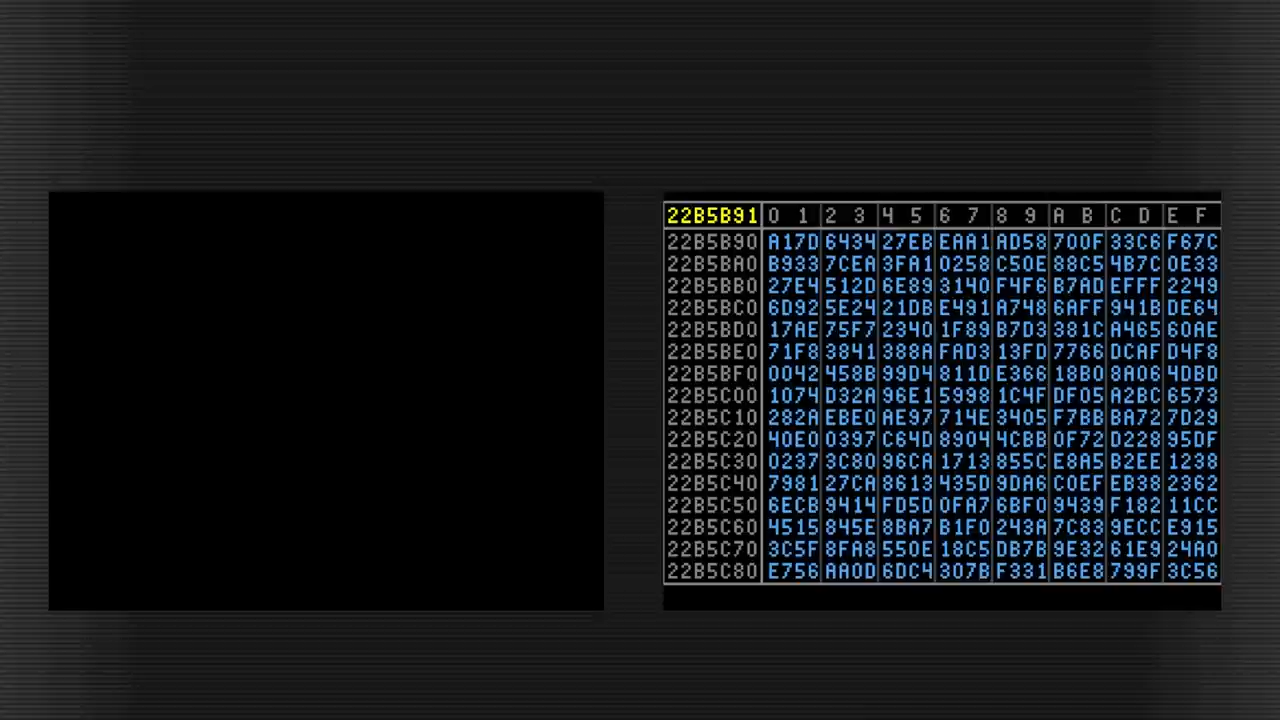 22B5B91 0 1 2 3 4 5 6 7 8 9 A B C D E F
22B5B90 A17D 6434 27EB EAA1 AD58 700F 33C6 F67C
22B5BA0 B933 7CEA 3FA1 0258 C50E 88C5 4B7C 0E33
22B5BB0 27E4 512D 6E89 3140 F4F6 B7AD EFFF 2249
22B5BC0 6D92 5E24 21DB E491 A748 6AFF 941B DE64
22B5BD0 17AE 75F7 2340 1F89 B7D3 381C A465 60AE
22B5BE0 71F8 3841 388A FAD3 13FD 7766 DCAF D4F8
22B5BF0 0042 458B 99D4 811D E366 18B0 8A06 4DBD
22B5C00 1074 D32A 96E1 5998 1C4F DF05 A2BC 6573
22B5C10 282A EBE0 AE97 714E 3405 F7BB BA72 7D29
22B5C20 40E0 0397 C64D 8904 4CBB 0F72 D228 95DF
22B5C30 0237 3C80 96CA 1713 855C E8A5 B2EE 1238
22B5C40 7981 27CA 8613 435D 9DA6 C0EF EB38 2362
22B5C50 6ECB 9414 FD5D 0FA7 6BF0 9439 F182 11CC
22B5C60 4515 845E 8BA7 B1F0 243A 7C83 9ECC E915
22B5C70 3C5F 8FA8 550E 18C5 DB7B 9E32 61E9 24A0
22B5C80 E756 AA0D 6DC4 307B F331 B6E8 799F 3C56